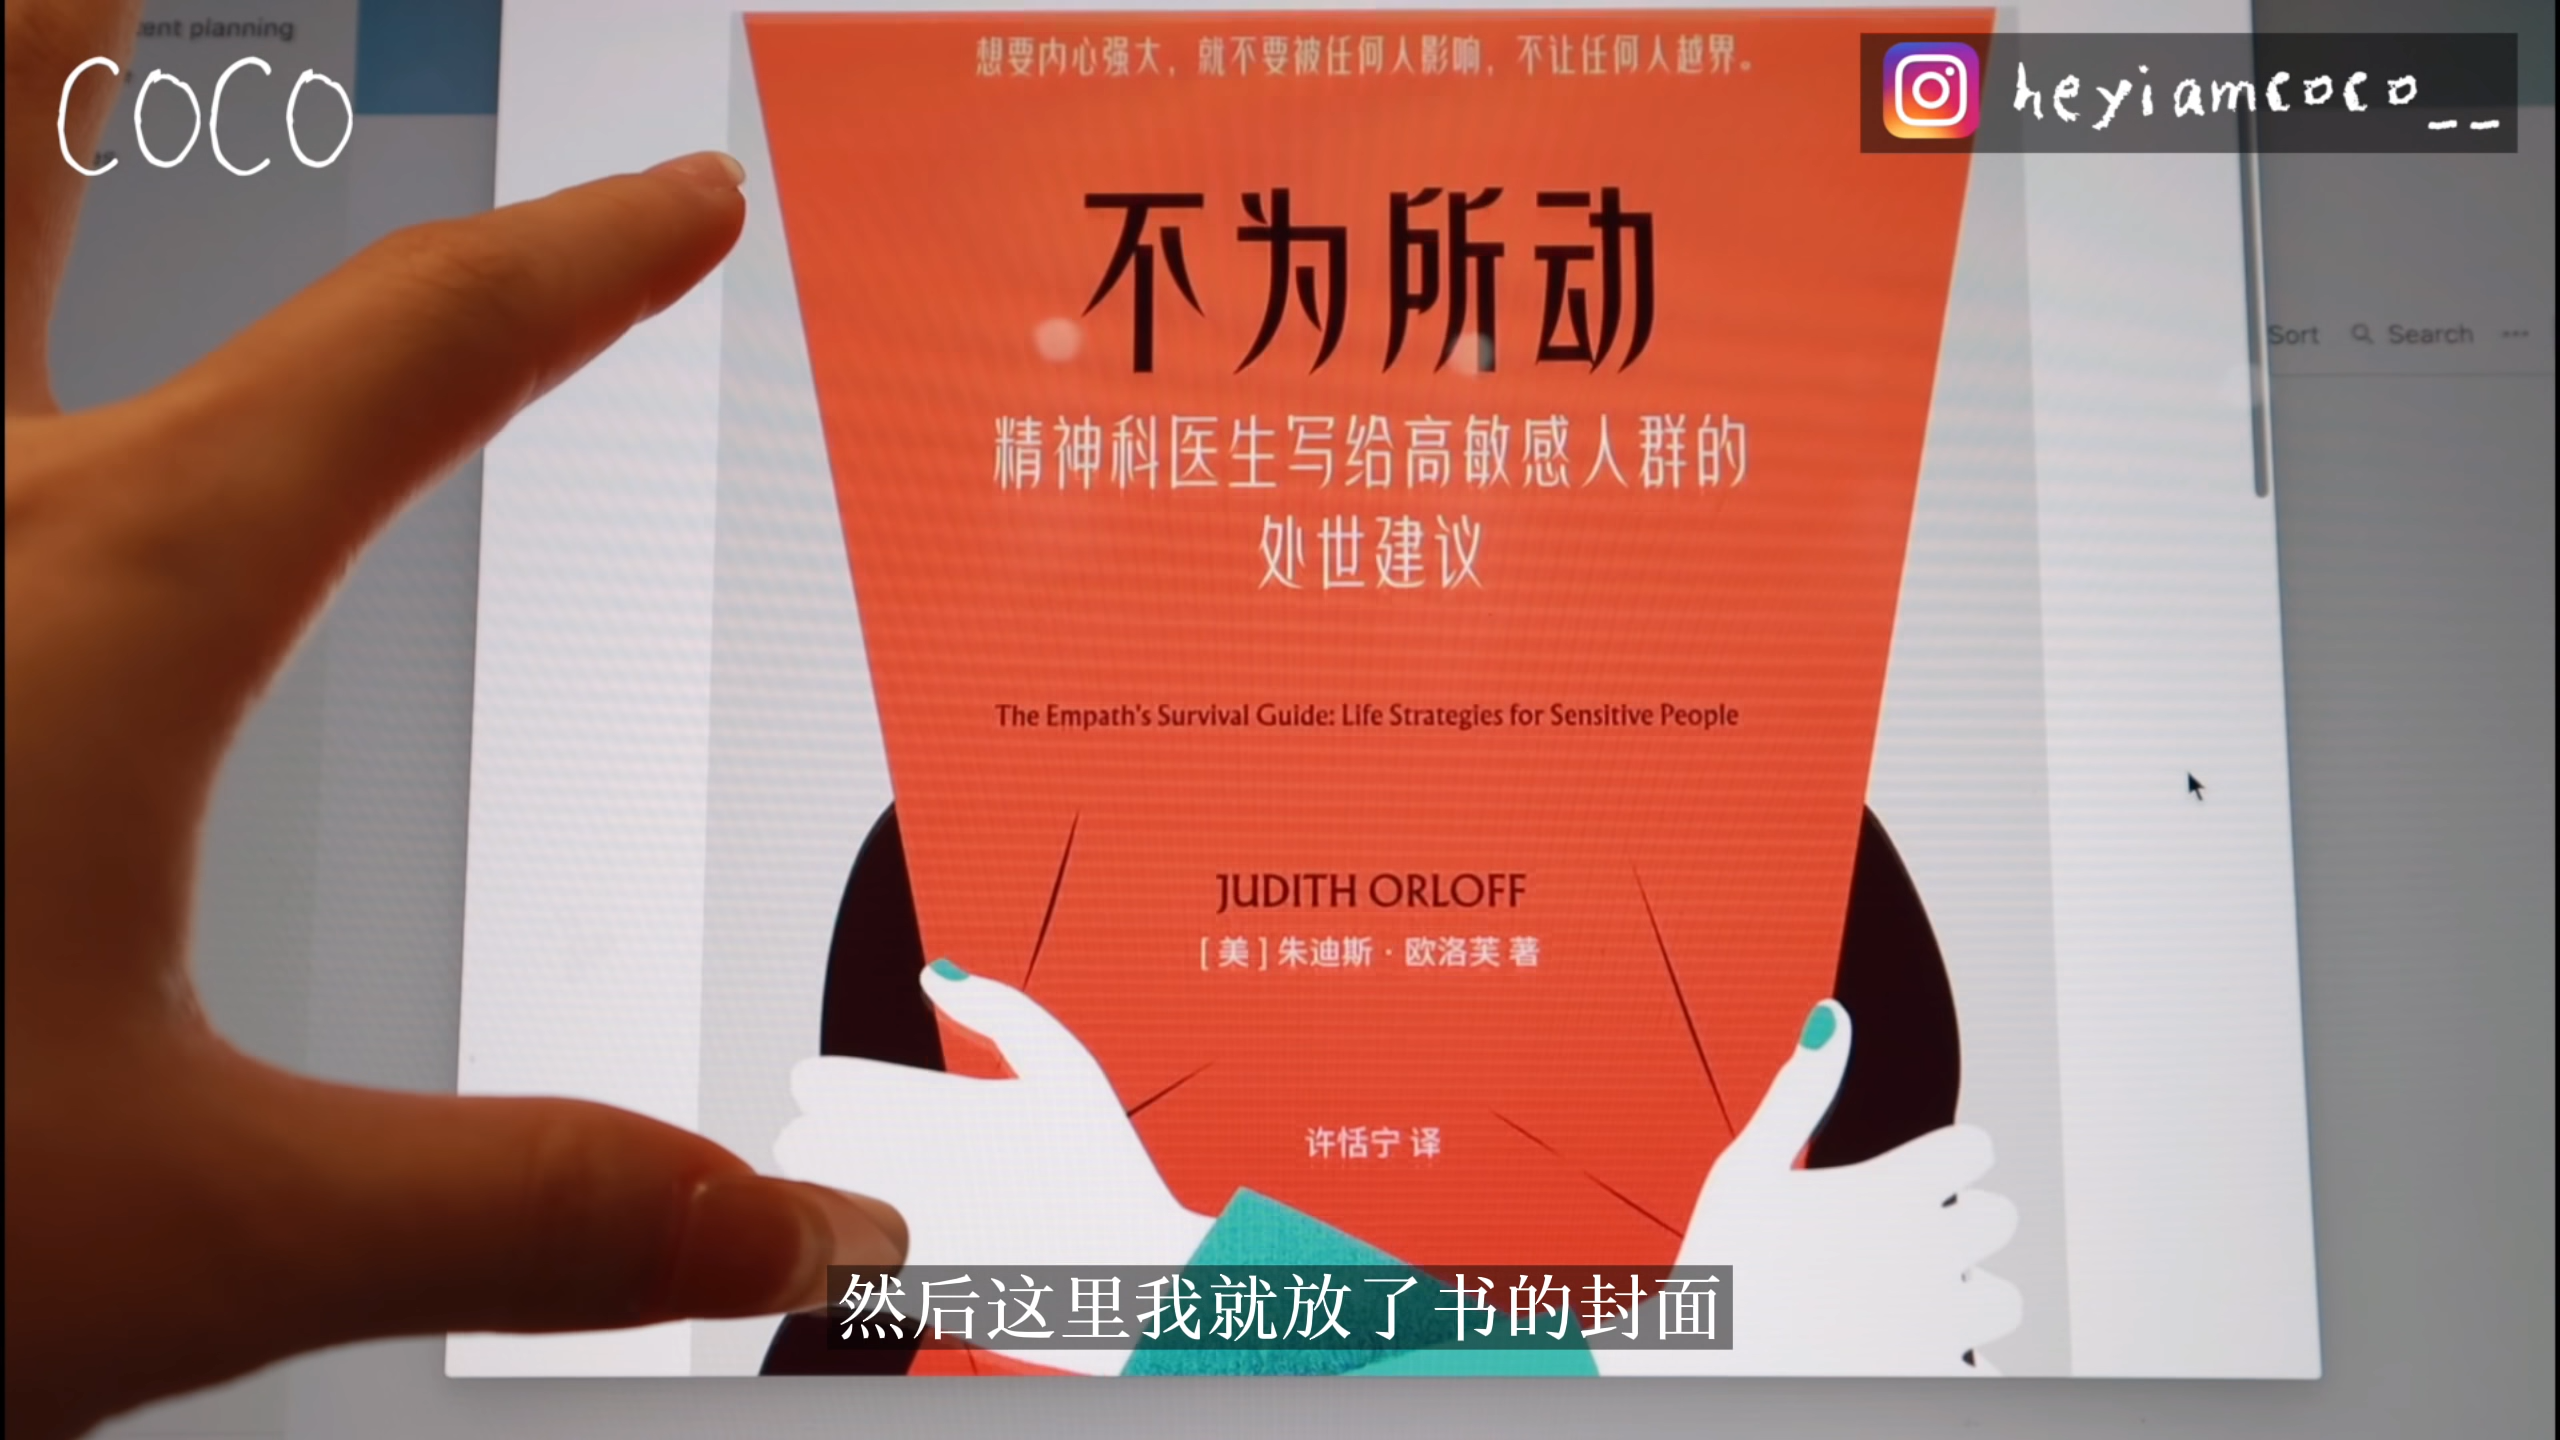 COCO
heyiamcoco__
planning
想要内心强大，就不要被任何人影响，不让任何人越界。
不为所动
精神科医生写给高敏感人群的
处世建议
Sort Search ...
The Empath's Survival Guide: Life Strategies for Sensitive People
JUDITH ORLOFF
[美] 朱迪斯·欧洛芙 著
许恬宁 译
然后这里我就放了书的封面